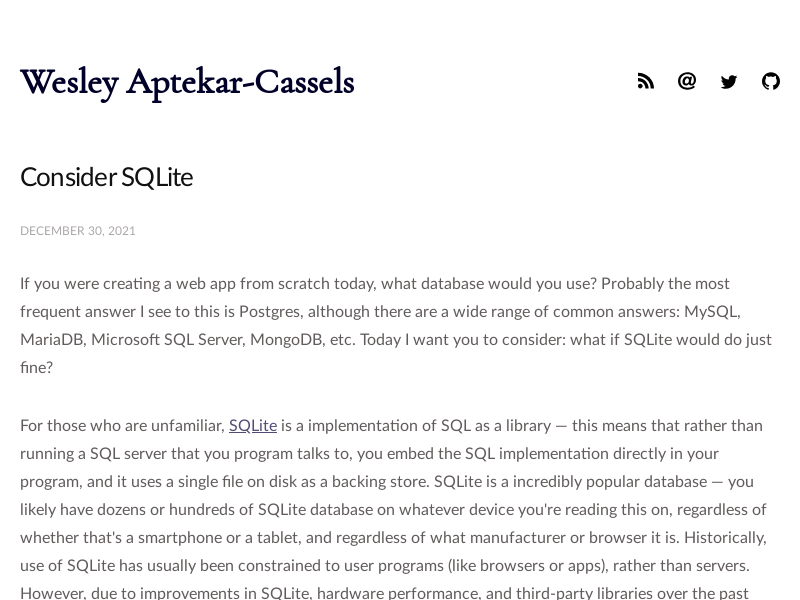 Wesley Aptekar-Cassels
Consider SQLite
DECEMBER 30, 2021
If you were creating a web app from scratch today, what database would you use? Probably the most
frequent answer I see to this is Postgres, although there are a wide range of common answers: MySQL,
MariaDB, Microsoft SQL Server, MongoDB, etc. Today I want you to consider: what if SQLite would do just
fine?
For those who are unfamiliar, SQLite is a implementation of SQL as a library — this means that rather than
running a SQL server that you program talks to, you embed the SQL implementation directly in your
program, and it uses a single file on disk as a backing store. SQLite is a incredibly popular database — you
likely have dozens or hundreds of SQLite database on whatever device you're reading this on, regardless of
whether that's a smartphone or a tablet, and regardless of what manufacturer or browser it is. Historically,
use of SQLite has usually been constrained to user programs (like browsers or apps), rather than servers.
However, due to improvements in SQLite, hardware performance, and third-party libraries over the past